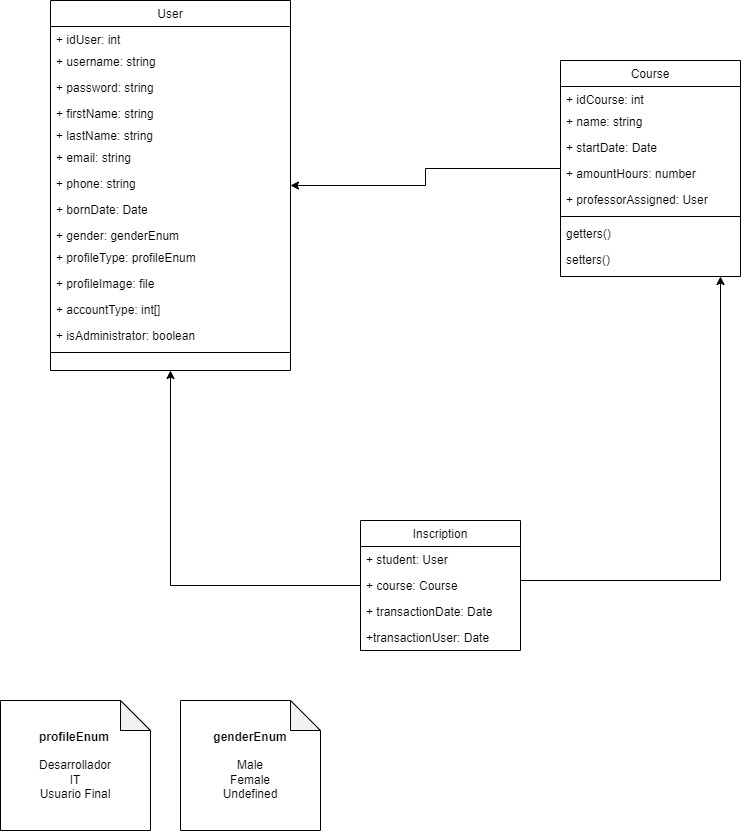 User
+ idUser: int
+ username: string
+ password: string
+ firstName: string
+ lastName: string
+ email: string
+ phone: string
+ bornDate: Date
+ gender: genderEnum
+ profileType: profileEnum
+ profileImage: file
+ accountType: int[]
+ isAdministrator: boolean
Course
+ idCourse: int
+ name: string
+ startDate: Date
+ amountHours: number
+ professorAssigned: User
getters()
setters()
Inscription
+ student: User
+ course: Course
+ transactionDate: Date
+transactionUser: Date
profileEnum
Desarrollador
IT
Usuario Final
genderEnum
Male
Female
Undefined